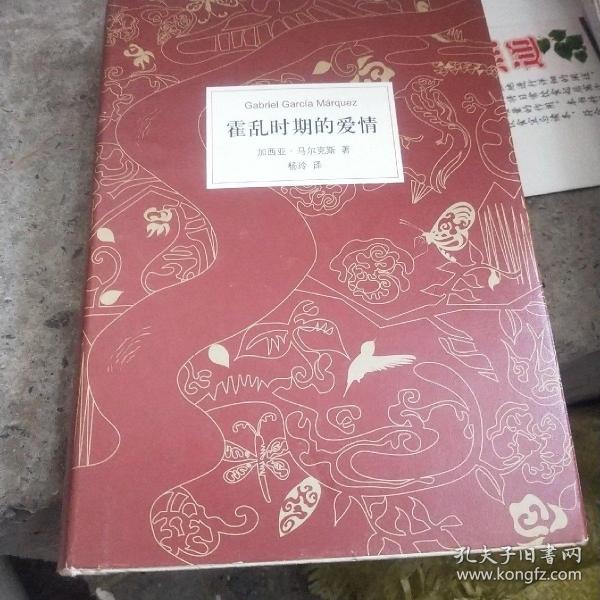 Gabriel García Márquez
霍乱时期的爱情
加西亚·马尔克斯 著
杨玲 译
孔夫子旧書网
www.kongfz.com